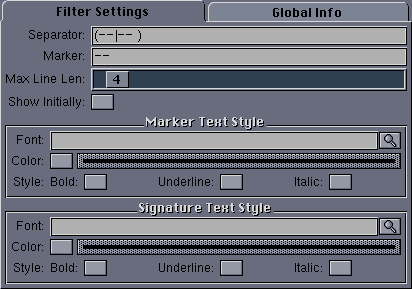 Filter Settings Global Info
Separator: (--|-- )
Marker: --
Max Line Len: 4
Show Initially:
Marker Text Style
Font:
Color:
Style: Bold: Underline: Italic:
Signature Text Style
Font:
Color:
Style: Bold: Underline: Italic: